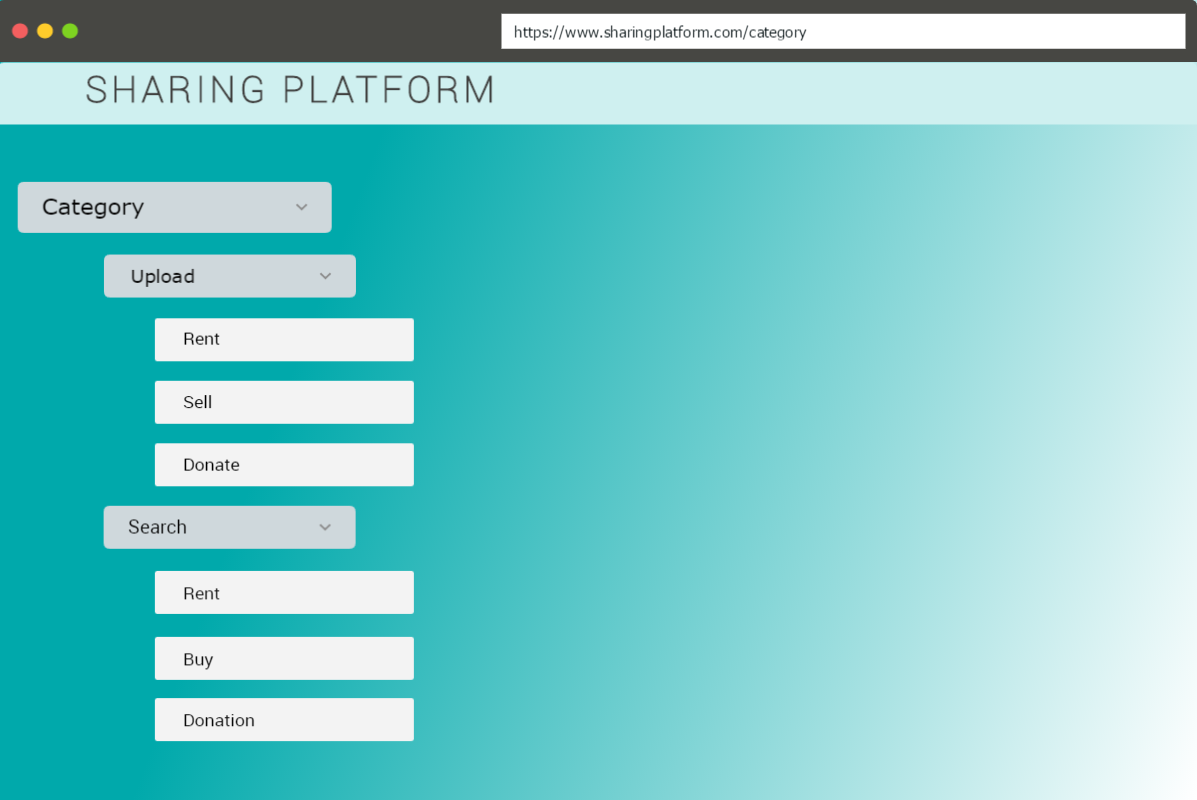 https://www.sharingplatform.com/category
SHARING PLATFORM
Category
Upload
Rent
Sell
Donate
Search
Rent
Buy
Donation